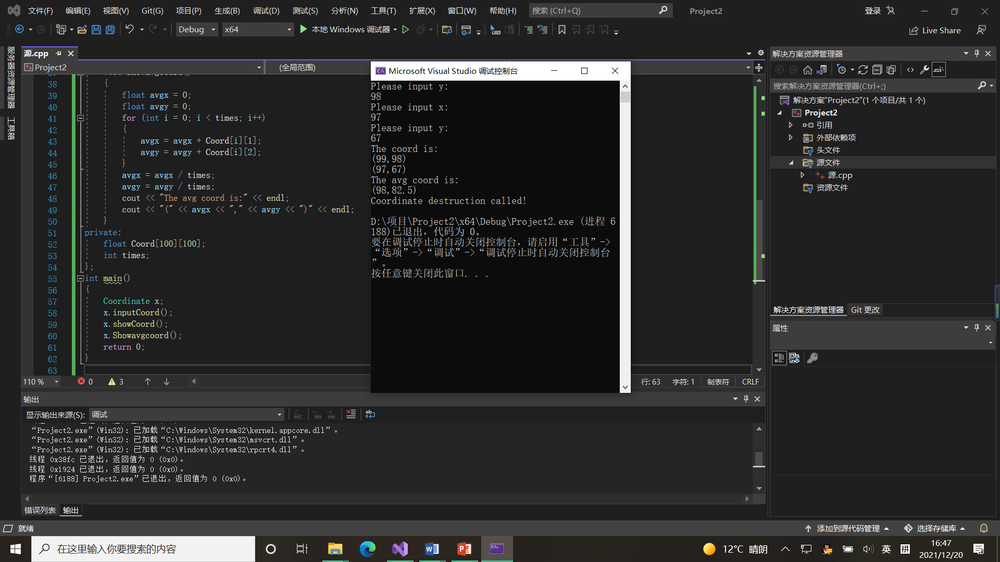 文件(F) 编辑(E) 视图(V) Git(G) 项目(P) 生成(B) 调试(D) 测试(S) 分析(N) 工具(T) 扩展(X) 窗口(W) 帮助(H) 搜索 (Ctrl+Q) Project2 登录
Debug x64 本地 Windows 调试器 Live Share
服务器资源管理器
工具箱
源.cpp
Project2 (全局范围)
38 {
39 float avgx = 0;
40 float avgy = 0;
41 for (int i = 0; i < times; i++)
42 {
43 avgx = avgx + Coord[i][1];
44 avgy = avgy + Coord[i][2];
45 }
46 avgx = avgx / times;
47 avgy = avgy / times;
48 cout << "The avg coord is:" << endl;
49 cout << "(" << avgx << "," << avgy << ")" << endl;
50 }
51 private:
52 float Coord[100][100];
53 int times;
54 };
55 int main()
56 {
57 Coordinate x;
58 x.inputCoord();
59 x.showCoord();
60 x.Showavgcoord();
61 return 0;
62 }
63
110 % 0 3 行: 63 字符: 1 制表符 CRLF
Microsoft Visual Studio 调试控制台
Please input y:
98
Please input x:
97
Please input y:
67
The coord is:
(99,98)
(97,67)
The avg coord is:
(98,82.5)
Coordinate destruction called!
D:\项目\Project2\x64\Debug\Project2.exe (进程 6
188)已退出，代码为 0。
要在调试停止时自动关闭控制台，请启用“工具”->
“选项”->“调试”->“调试停止时自动关闭控制台
”。
按任意键关闭此窗口. . .
输出
显示输出来源(S): 调试
“Project2.exe”(Win32): 已加载“C:\Windows\System32\kernel.appcore.dll”。
“Project2.exe”(Win32): 已加载“C:\Windows\System32\msvcrt.dll”。
“Project2.exe”(Win32): 已加载“C:\Windows\System32\rpcrt4.dll”。
线程 0x38fc 已退出，返回值为 0 (0x0)。
线程 0x1924 已退出，返回值为 0 (0x0)。
程序“[6188] Project2.exe”已退出，返回值为 0 (0x0)。
错误列表 输出
解决方案资源管理器
搜索解决方案资源管理器(Ctrl+;)
解决方案“Project2”(1 个项目/共 1 个)
Project2
引用
外部依赖项
头文件
源文件
源.cpp
资源文件
解决方案资源管理器 Git 更改
属性
就绪 添加到源代码管理 选择存储库
在这里输入你要搜索的内容 12°C 晴朗 英 拼 16:47
2021/12/20